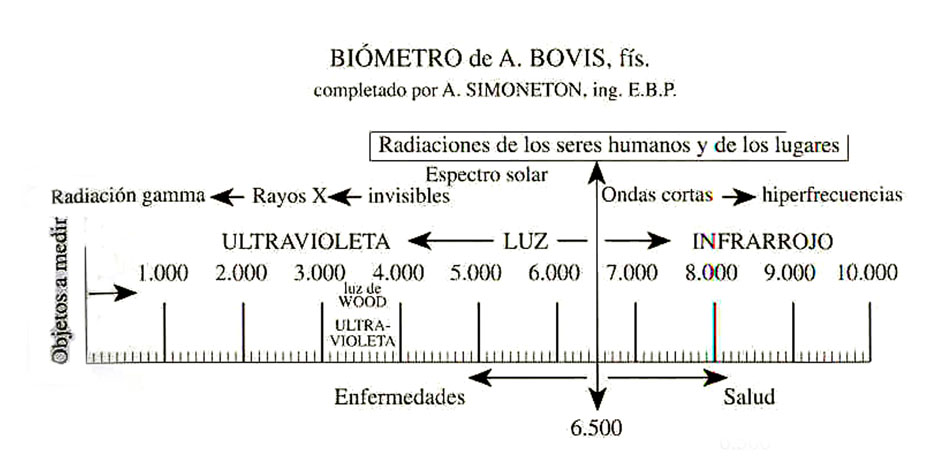 BIÓMETRO de A. BOVIS, fís.
completado por A. SIMONETON, ing. E.B.P.
Radiaciones de los seres humanos y de los lugares
Espectro solar
Radiación gamma Rayos X invisibles Ondas cortas hiperfrecuencias
ULTRAVIOLETA LUZ INFRARROJO
Objetos a medir
1.000 2.000 3.000 4.000 5.000 6.000 7.000 8.000 9.000 10.000
luz de
WOOD
ULTRA-
VIOLETA
Enfermedades Salud
6.500